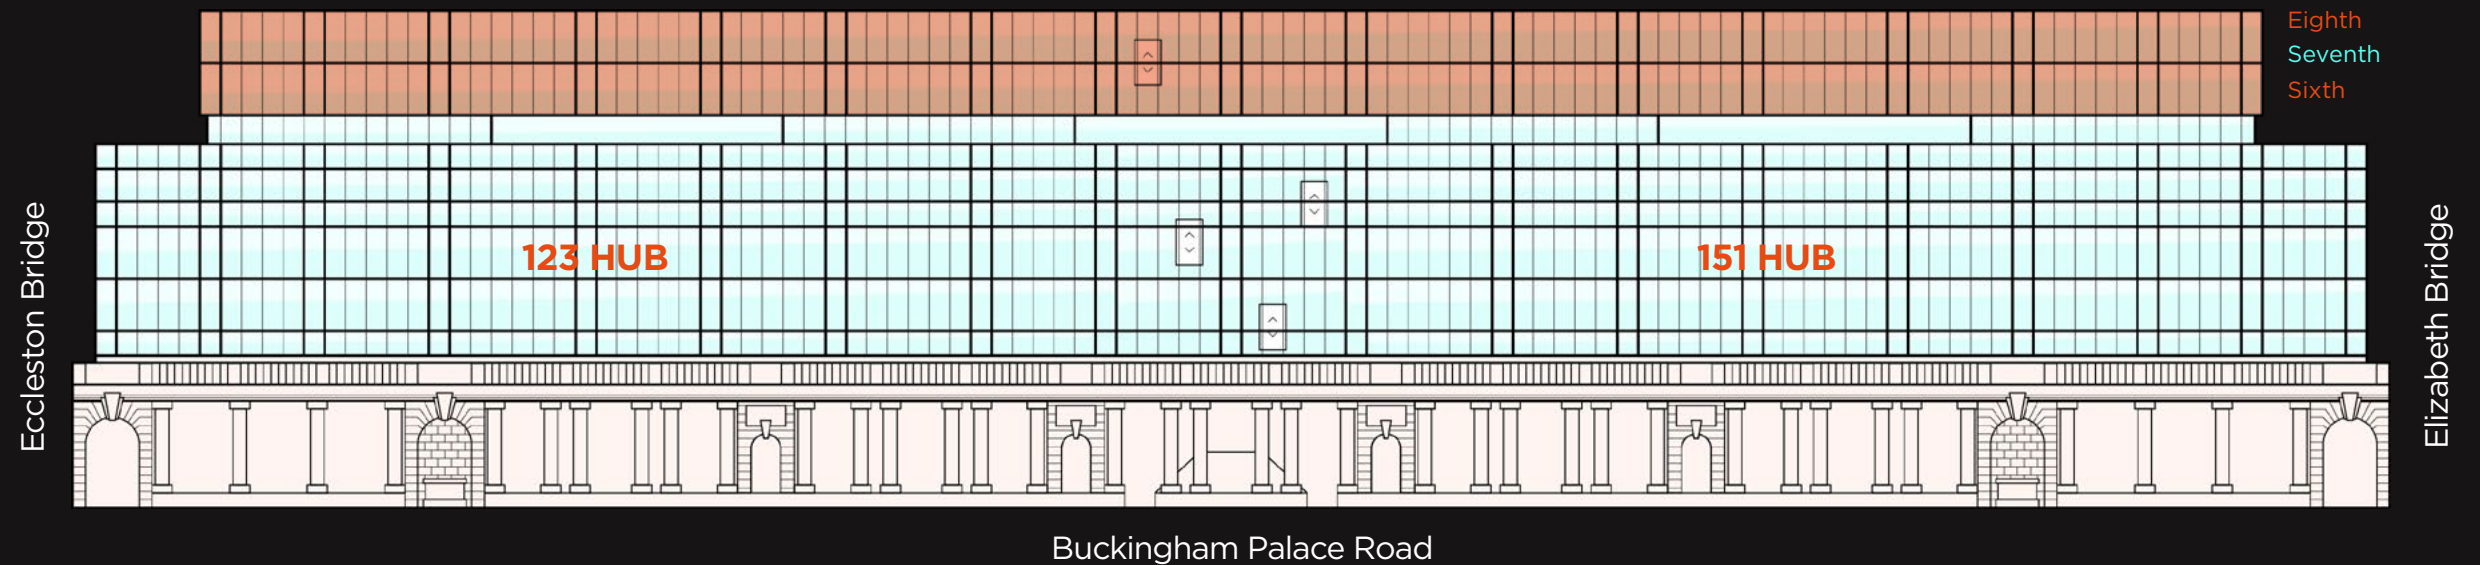 Eighth
Seventh
Sixth
Eccleston Bridge
123 HUB
151 HUB
Elizabeth Bridge
Buckingham Palace Road